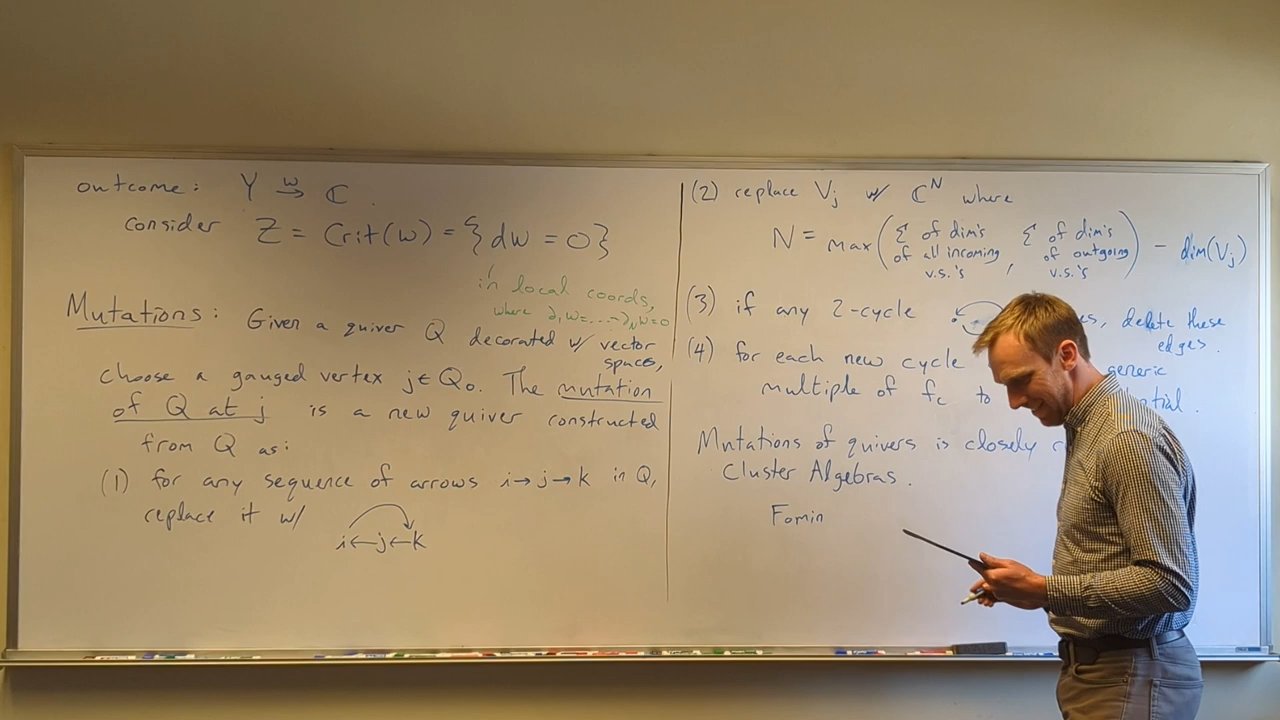 outcome: Y →^w ℂ.
consider Z = Crit(w) = {dw = 0}
in local coords,
where ∂₁w=....=∂_N w=0
Mutations: Given a quiver Q decorated w/ vector
spaces,
choose a gauged vertex j∈Q₀. The mutation
of Q at j is a new quiver constructed
from Q as:
(1) for any sequence of arrows i→j→k in Q,
replace it w/
i←j←k
(2) replace Vⱼ w/ ℂ^N where
N = max(Σ of dim's of all incoming v.s.'s, Σ of dim's of outgoing v.s.'s) - dim(Vⱼ)
(3) if any 2-cycle delete these
edges.
(4) for each new cycle generic
multiple of f_c to
Mutations of quivers is closely
Cluster Algebras.
Fomin